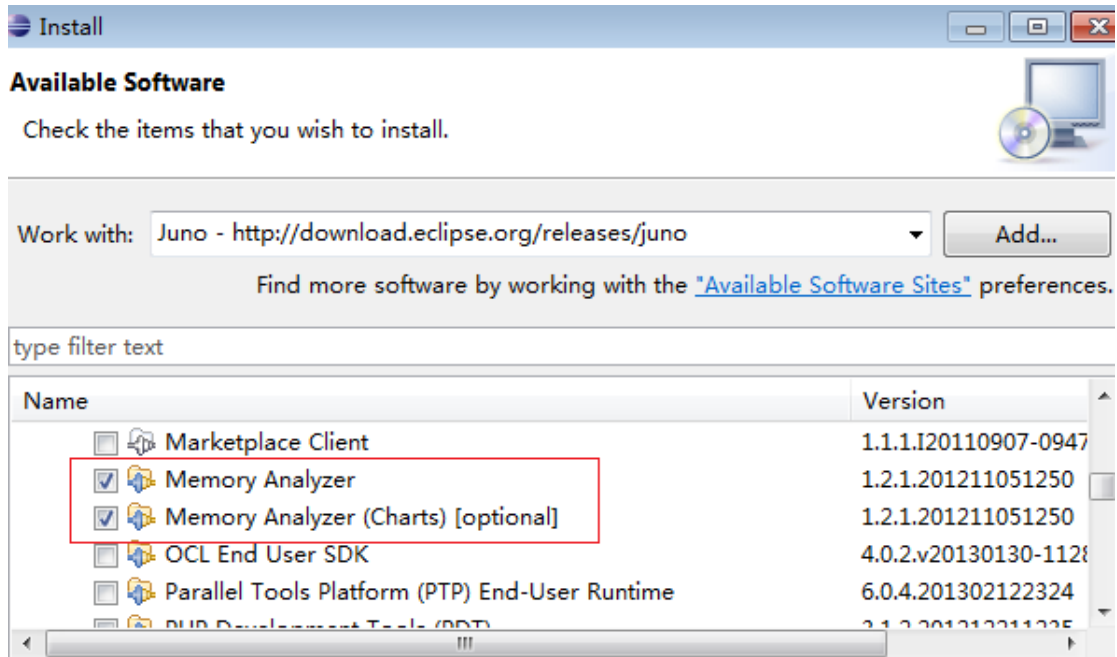 Install
Available Software
Check the items that you wish to install.
Work with: Juno - http://download.eclipse.org/releases/juno Add...
Find more software by working with the "Available Software Sites" preferences.
type filter text
Name Version
Marketplace Client 1.1.1.I20110907-0947
Memory Analyzer 1.2.1.201211051250
Memory Analyzer (Charts) [optional] 1.2.1.201211051250
OCL End User SDK 4.0.2.v20130130-1128
Parallel Tools Platform (PTP) End-User Runtime 6.0.4.201302122324
PHP Development Tools (PDT)